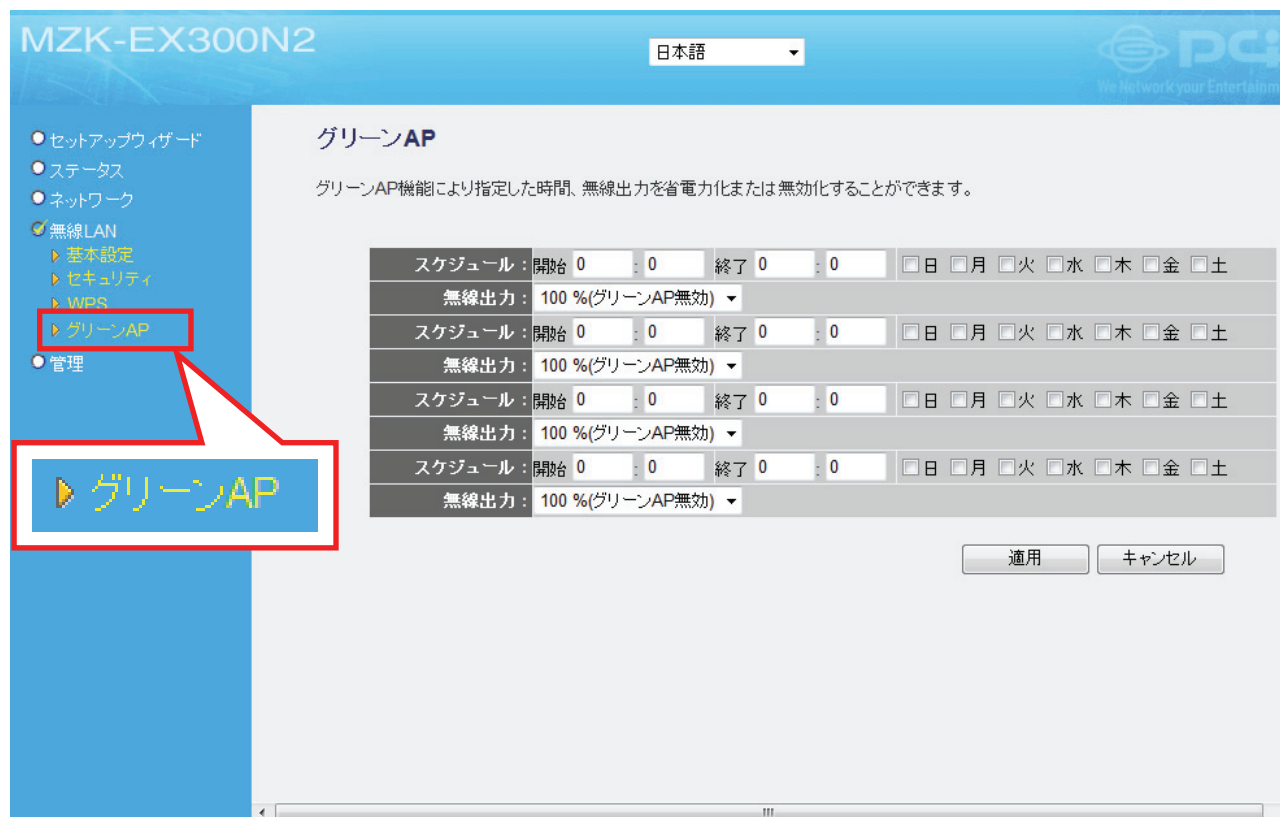 MZK-EX300N2
日本語
PCi
We Network your Entertainm
セットアップウィザード
ステータス
ネットワーク
無線LAN
基本設定
セキュリティ
WPS
グリーンAP
管理
グリーンAP
グリーンAP
グリーンAP機能により指定した時間、無線出力を省電力化または無効化することができます。
スケジュール：開始 0 : 0 終了 0 : 0 日 月 火 水 木 金 土
無線出力： 100 %(グリーンAP無効)
スケジュール：開始 0 : 0 終了 0 : 0 日 月 火 水 木 金 土
無線出力： 100 %(グリーンAP無効)
スケジュール：開始 0 : 0 終了 0 : 0 日 月 火 水 木 金 土
無線出力： 100 %(グリーンAP無効)
スケジュール：開始 0 : 0 終了 0 : 0 日 月 火 水 木 金 土
無線出力： 100 %(グリーンAP無効)
適用 キャンセル